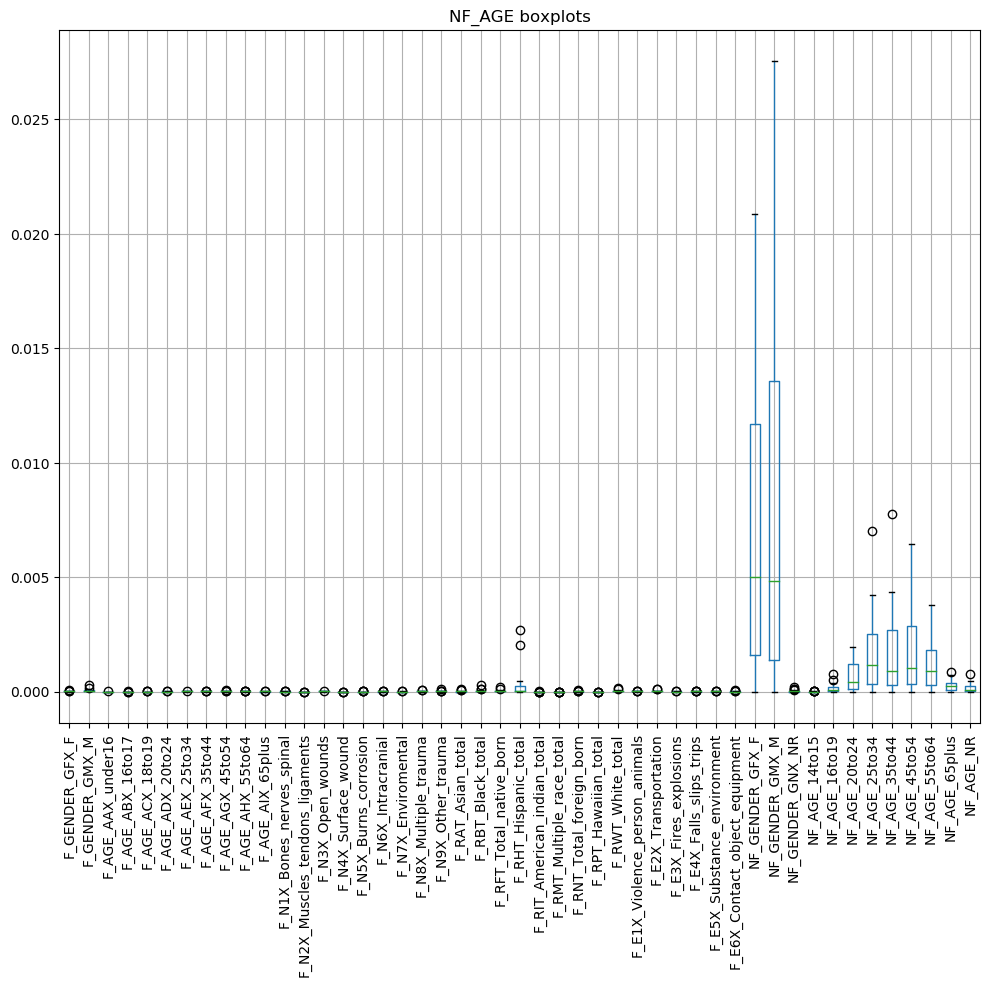 NF_AGE boxplots
0.025
0.020
0.015
0.010
0.005
0.000
F_GENDER_GFX_F
F_GENDER_GMX_M
F_AGE_AAX_under16
F_AGE_ABX_16to17
F_AGE_ACX_18to19
F_AGE_ADX_20to24
F_AGE_AEX_25to34
F_AGE_AFX_35to44
F_AGE_AGX_45to54
F_AGE_AHX_55to64
F_AGE_AIX_65plus
F_N1X_Bones_nerves_spinal
F_N2X_Muscles_tendons_ligaments
F_N3X_Open_wounds
F_N4X_Surface_wound
F_N5X_Burns_corrosion
F_N6X_Intracranial
F_N7X_Enviromental
F_N8X_Multiple_trauma
F_N9X_Other_trauma
F_RAT_Asian_total
F_RBT_Black_total
F_RFT_Total_native_born
F_RHT_Hispanic_total
F_RIT_American_indian_total
F_RMT_Multiple_race_total
F_RNT_Total_foreign_born
F_RPT_Hawaiian_total
F_RWT_White_total
F_E1X_Violence_person_animals
F_E2X_Transportation
F_E3X_Fires_explosions
F_E4X_Falls_slips_trips
F_E5X_Substance_environment
F_E6X_Contact_object_equipment
NF_GENDER_GFX_F
NF_GENDER_GMX_M
NF_GENDER_GNX_NR
NF_AGE_14to15
NF_AGE_16to19
NF_AGE_20to24
NF_AGE_25to34
NF_AGE_35to44
NF_AGE_45to54
NF_AGE_55to64
NF_AGE_65plus
NF_AGE_NR